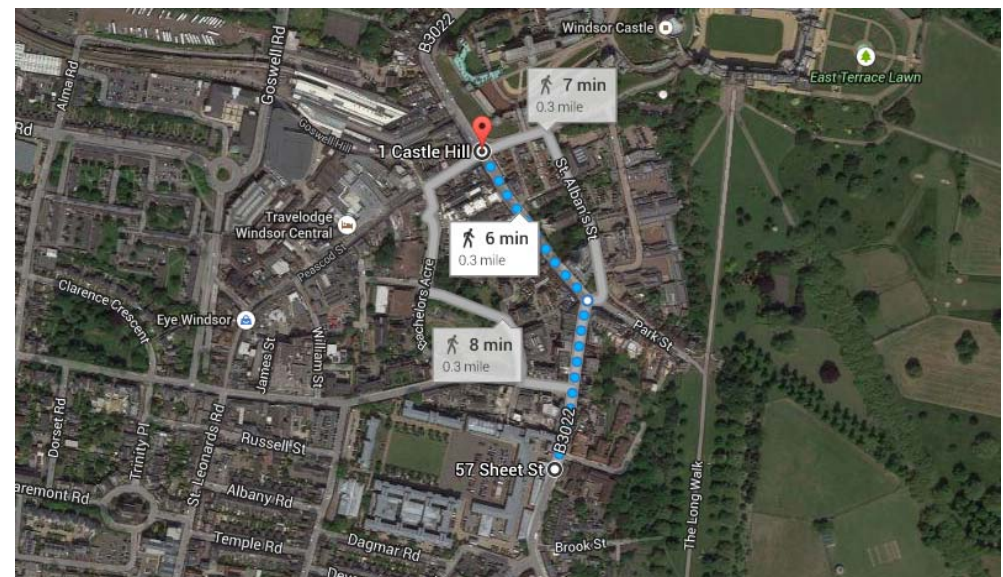 Windsor Castle
B3022
Goswell Rd
East Terrace Lawn
Alma Rd
7 min
0.3 mile
Goswell Hill
Rd
1 Castle Hill
St. Alban's St
Travelodge
Windsor Central
6 min
0.3 mile
Peascod St
Bachelors Acre
Clarence Crescent
Eye Windsor
Park St
William St
James St
8 min
0.3 mile
Dorset Rd
Trinity Pl
St. Leonards Rd
B3022
Russell St
57 Sheet St
aremont Rd
Albany Rd
The Long Walk
Temple Rd
Dagmar Rd
Brook St